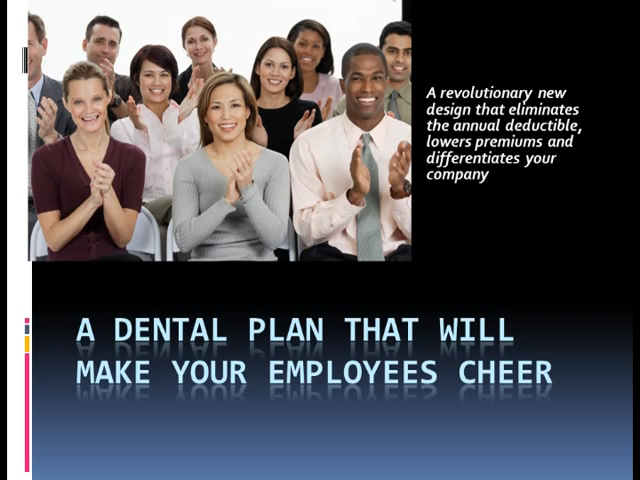 A revolutionary new
design that eliminates
the annual deductible,
lowers premiums and
differentiates your
company
A DENTAL PLAN THAT WILL
MAKE YOUR EMPLOYEES CHEER